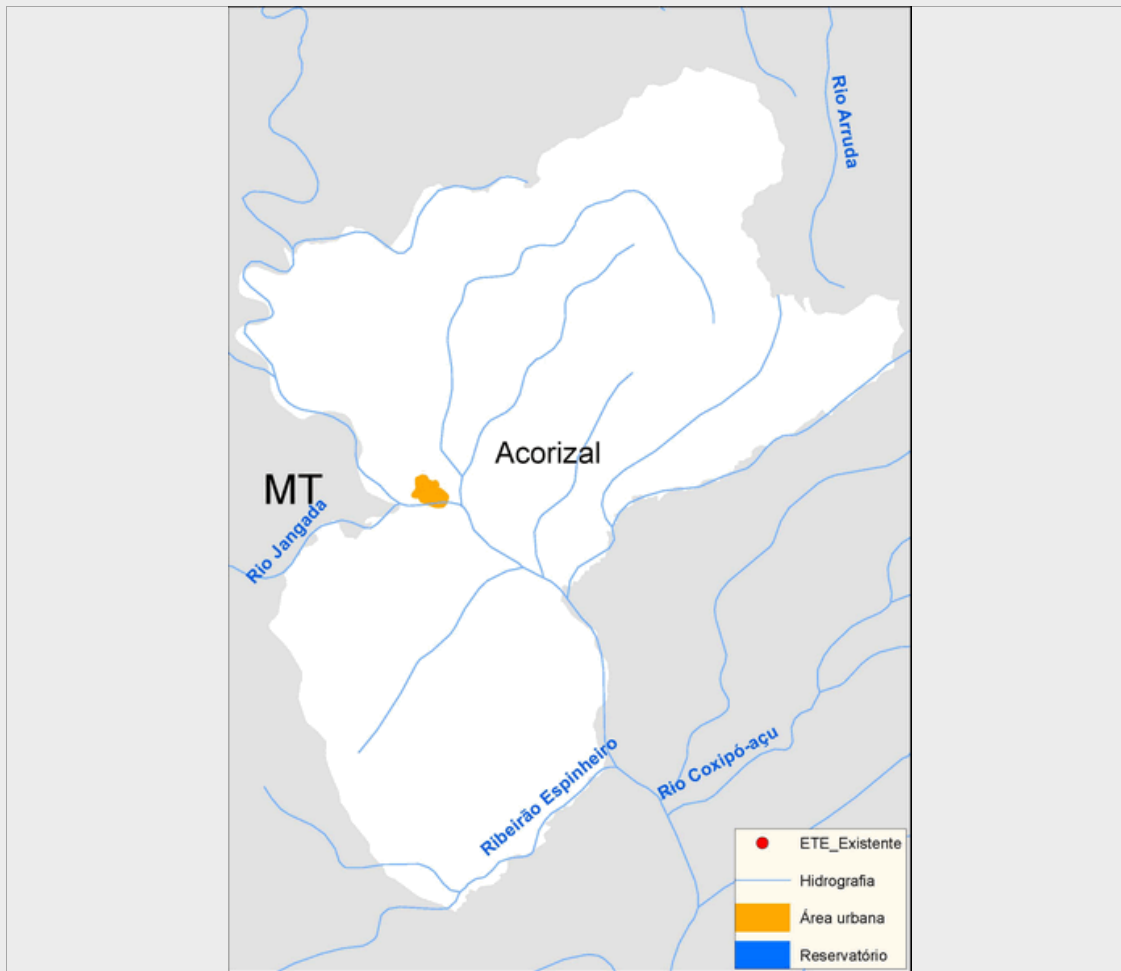 Rio Arruda
Acorizal
MT
Rio Jangada
Ribeirão Espinheiro
Rio Coxipó-açu
ETE_Existente
Hidrografia
Área urbana
Reservatório